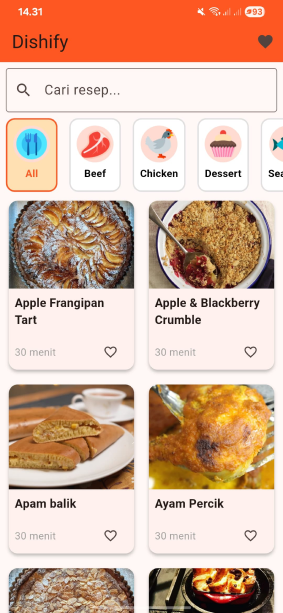 14.31
93
Dishify
Cari resep...
All
Beef
Chicken
Dessert
Sea
Apple Frangipan
Tart
30 menit
Apple & Blackberry
Crumble
30 menit
Apam balik
30 menit
Ayam Percik
30 menit